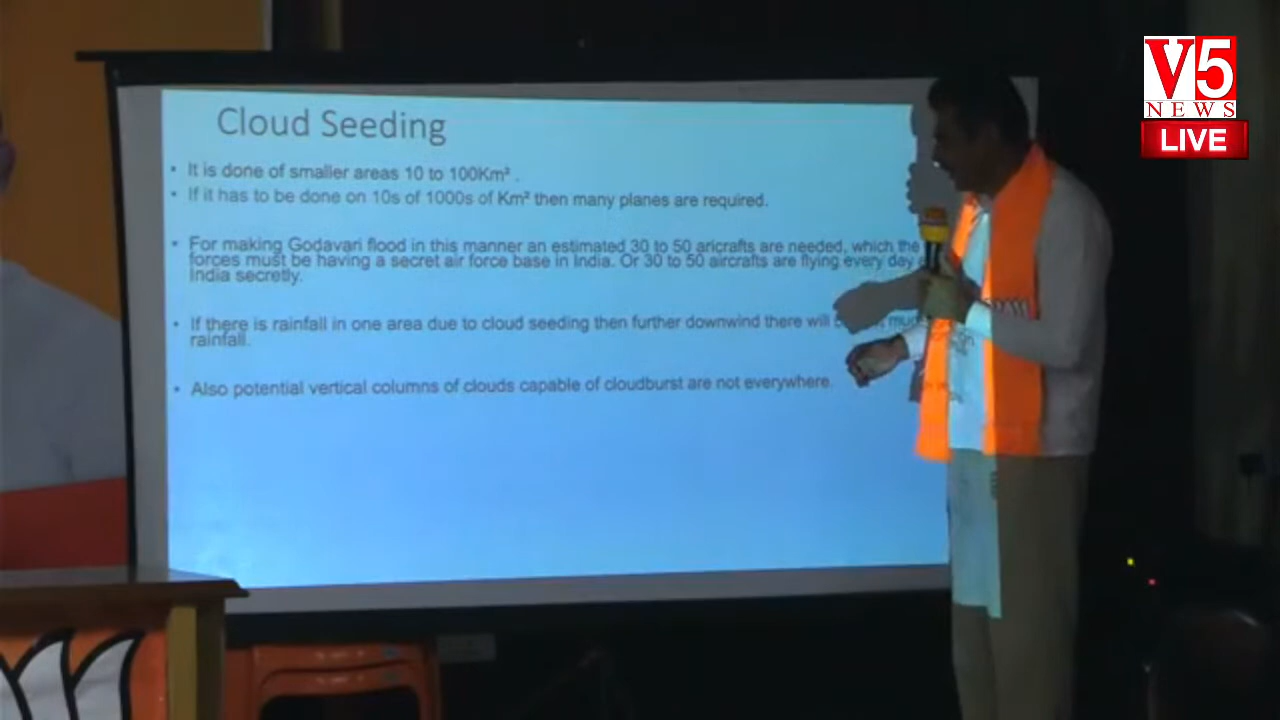 V5
NEWS
LIVE
Cloud Seeding
• It is done of smaller areas 10 to 100Km² .
• If it has to be done on 10s of 1000s of Km² then many planes are required.
• For making Godavari flood in this manner an estimated 30 to 50 aricrafts are needed, which the
forces must be having a secret air force base in India. Or 30 to 50 aircrafts are flying every day
India secretly.
• If there is rainfall in one area due to cloud seeding then further downwind there will
rainfall.
• Also potential vertical columns of clouds capable of cloudburst are not everywhere.